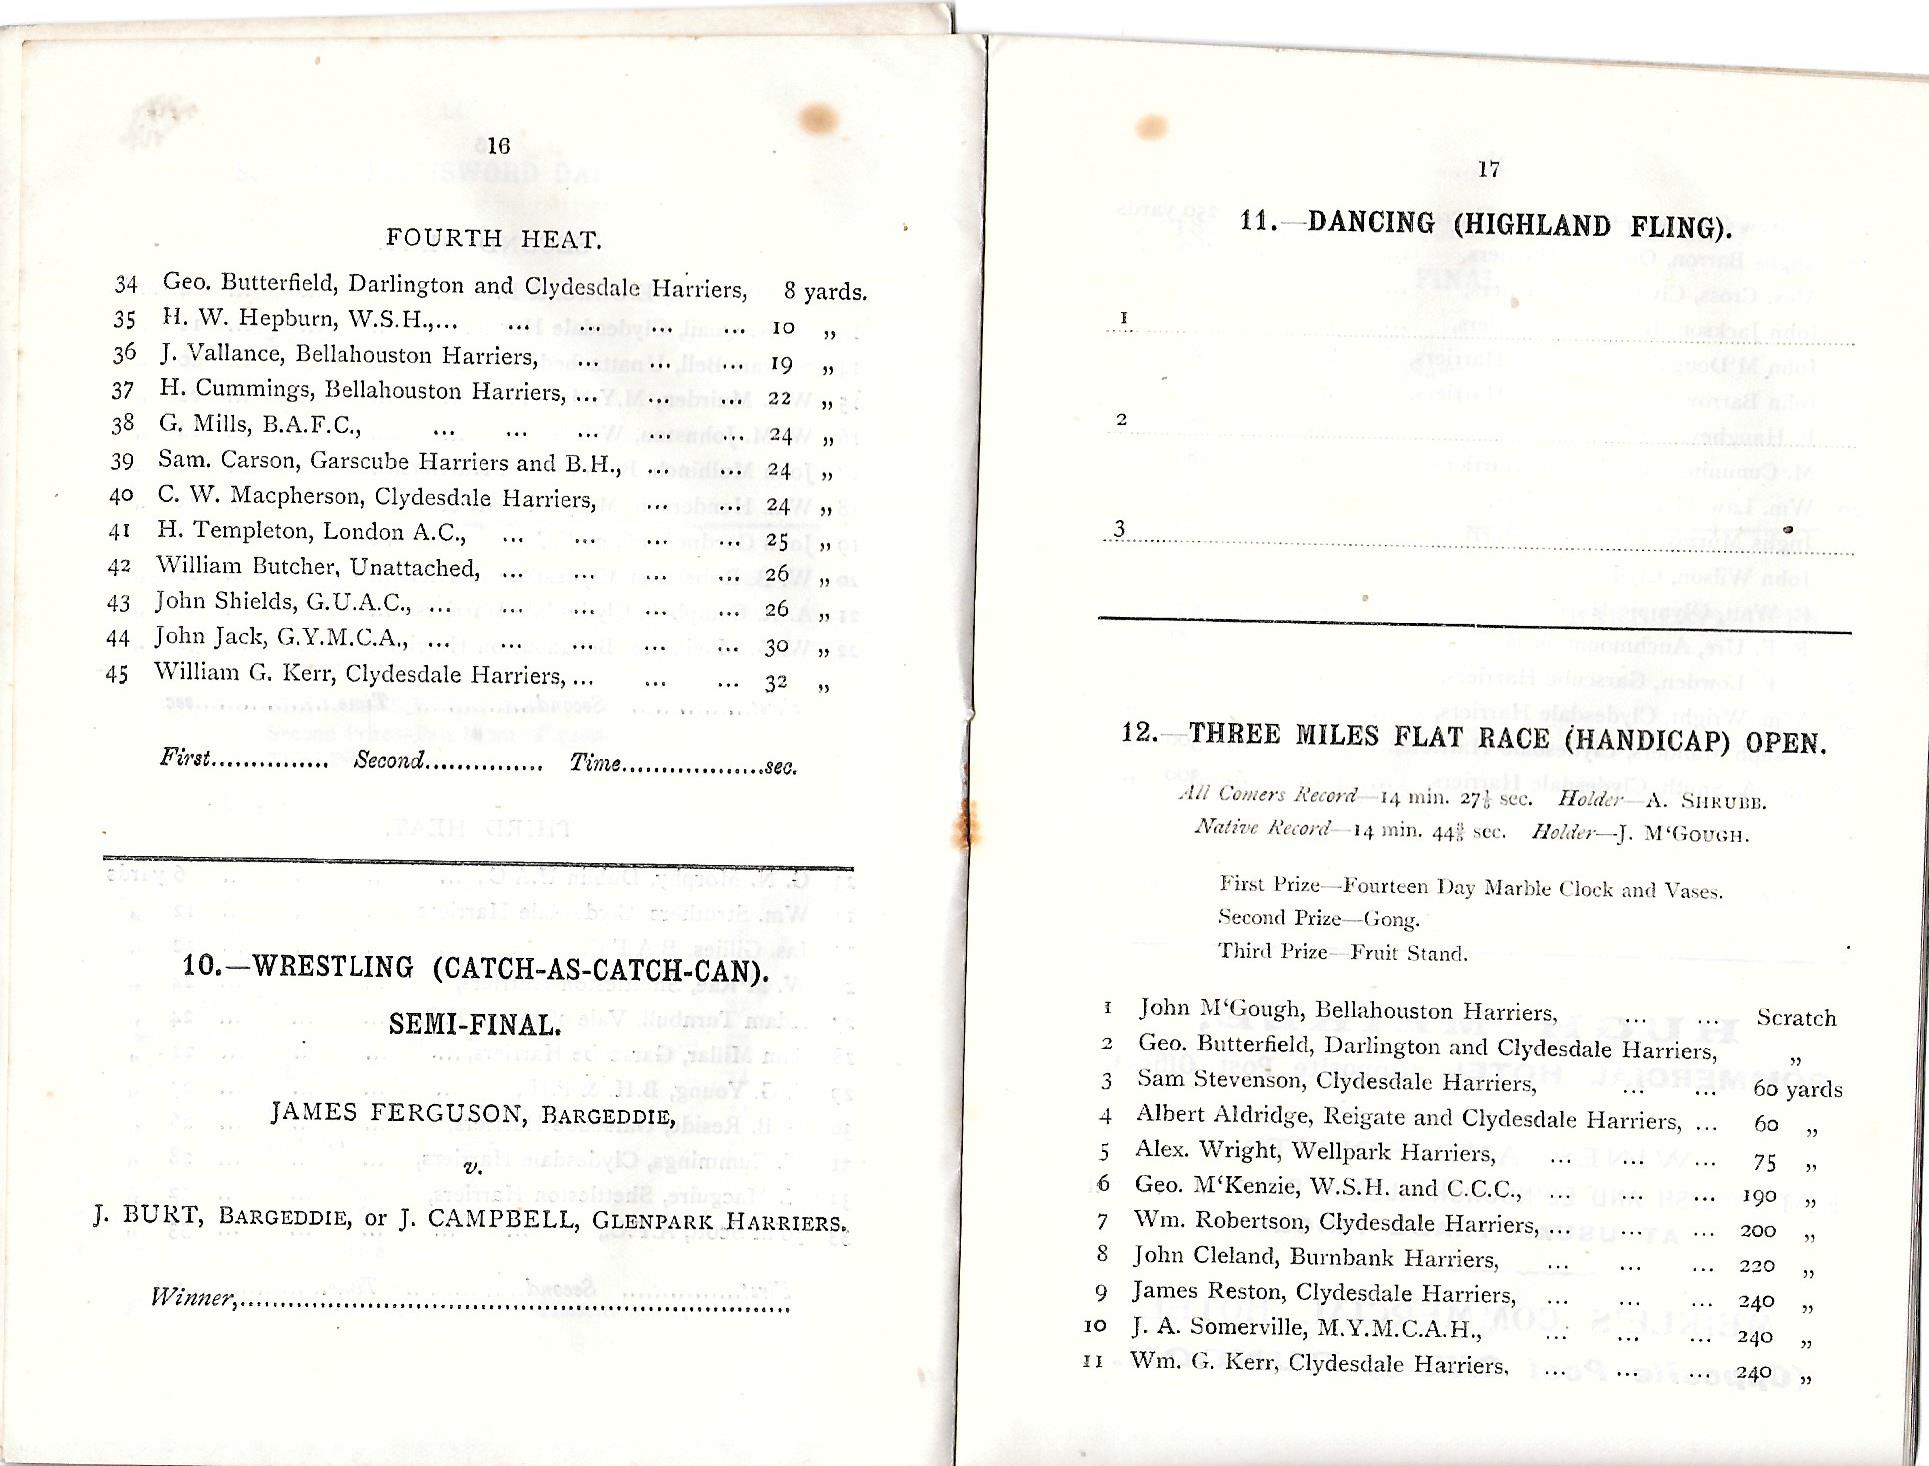 16
FOURTH HEAT.
34 Geo. Butterfield, Darlington and Clydesdale Harriers, 8 yards.
35 H. W. Hepburn, W.S.H.,... ... ... ... ... 10 „
36 J. Vallance, Bellahouston Harriers, ... ... ... 19 „
37 H. Cummings, Bellahouston Harriers, ... ... ... 22 „
38 G. Mills, B.A.F.C., ... ... ... ... ... 24 „
39 Sam. Carson, Garscube Harriers and B.H., ... ... 24 „
40 C. W. Macpherson, Clydesdale Harriers, ... ... 24 „
41 H. Templeton, London A.C., ... ... ... ... 25 „
42 William Butcher, Unattached, ... ... ... ... 26 „
43 John Shields, G.U.A.C., ... ... ... ... ... 26 „
44 John Jack, G.Y.M.C.A., ... ... ... ... ... 30 „
45 William G. Kerr, Clydesdale Harriers, ... ... ... 32 „
First.............. Second.............. Time.................sec.
10.—WRESTLING (CATCH-AS-CATCH-CAN).
SEMI-FINAL.
JAMES FERGUSON, BARGEDDIE,
v.
J. BURT, BARGEDDIE, or J. CAMPBELL, GLENPARK HARRIERS.
Winner,..................................................................
17
11.—DANCING (HIGHLAND FLING).
1
2
3
12.—THREE MILES FLAT RACE (HANDICAP) OPEN.
All Comers Record—14 min. sec. Holder—A. SHRUBB.
Native Record—14 min. sec. Holder—J. M‘GOUGH.
First Prize—Fourteen Day Marble Clock and Vases.
Second Prize—Gong.
Third Prize—Fruit Stand.
1 John M‘Gough, Bellahouston Harriers, ... ... Scratch
2 Geo. Butterfield, Darlington and Clydesdale Harriers, „
3 Sam Stevenson, Clydesdale Harriers, ... ... 60 yards
4 Albert Aldridge, Reigate and Clydesdale Harriers, ... 60 „
5 Alex. Wright, Wellpark Harriers, ... ... ... 75 „
6 Geo. M‘Kenzie, W.S.H. and C.C.C., ... ... ... 190 „
7 Wm. Robertson, Clydesdale Harriers, ... ... ... 200 „
8 John Cleland, Burnbank Harriers, ... ... ... 220 „
9 James Reston, Clydesdale Harriers, ... ... ... 240 „
10 J. A. Somerville, M.Y.M.C.A.H., ... ... ... 240 „
11 Wm. G. Kerr, Clydesdale Harriers, ... ... ... 240 „